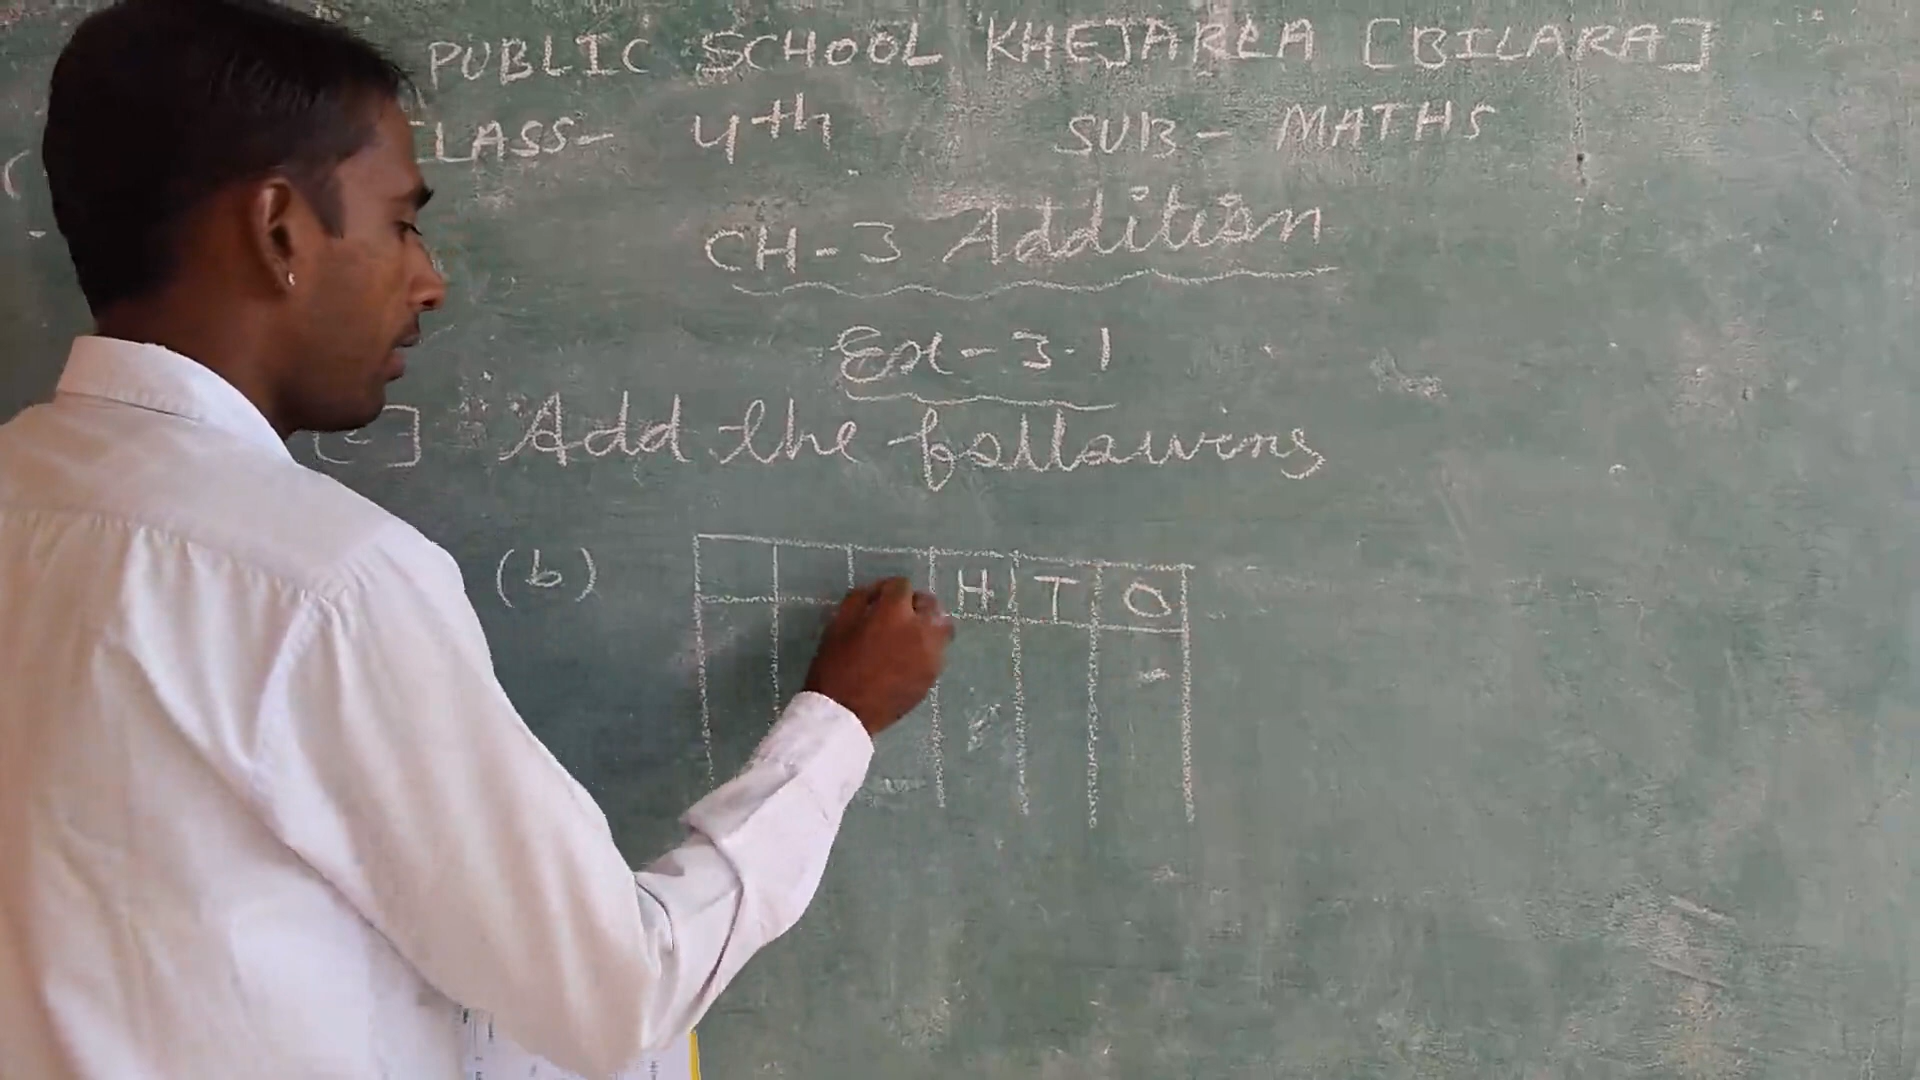 PUBLIC SCHOOL KHEJARLA [BILARA]
CLASS- 4th SUB- MATHS
CH-3 Addition
Ex-3.1
Add the following
(b)
H T O